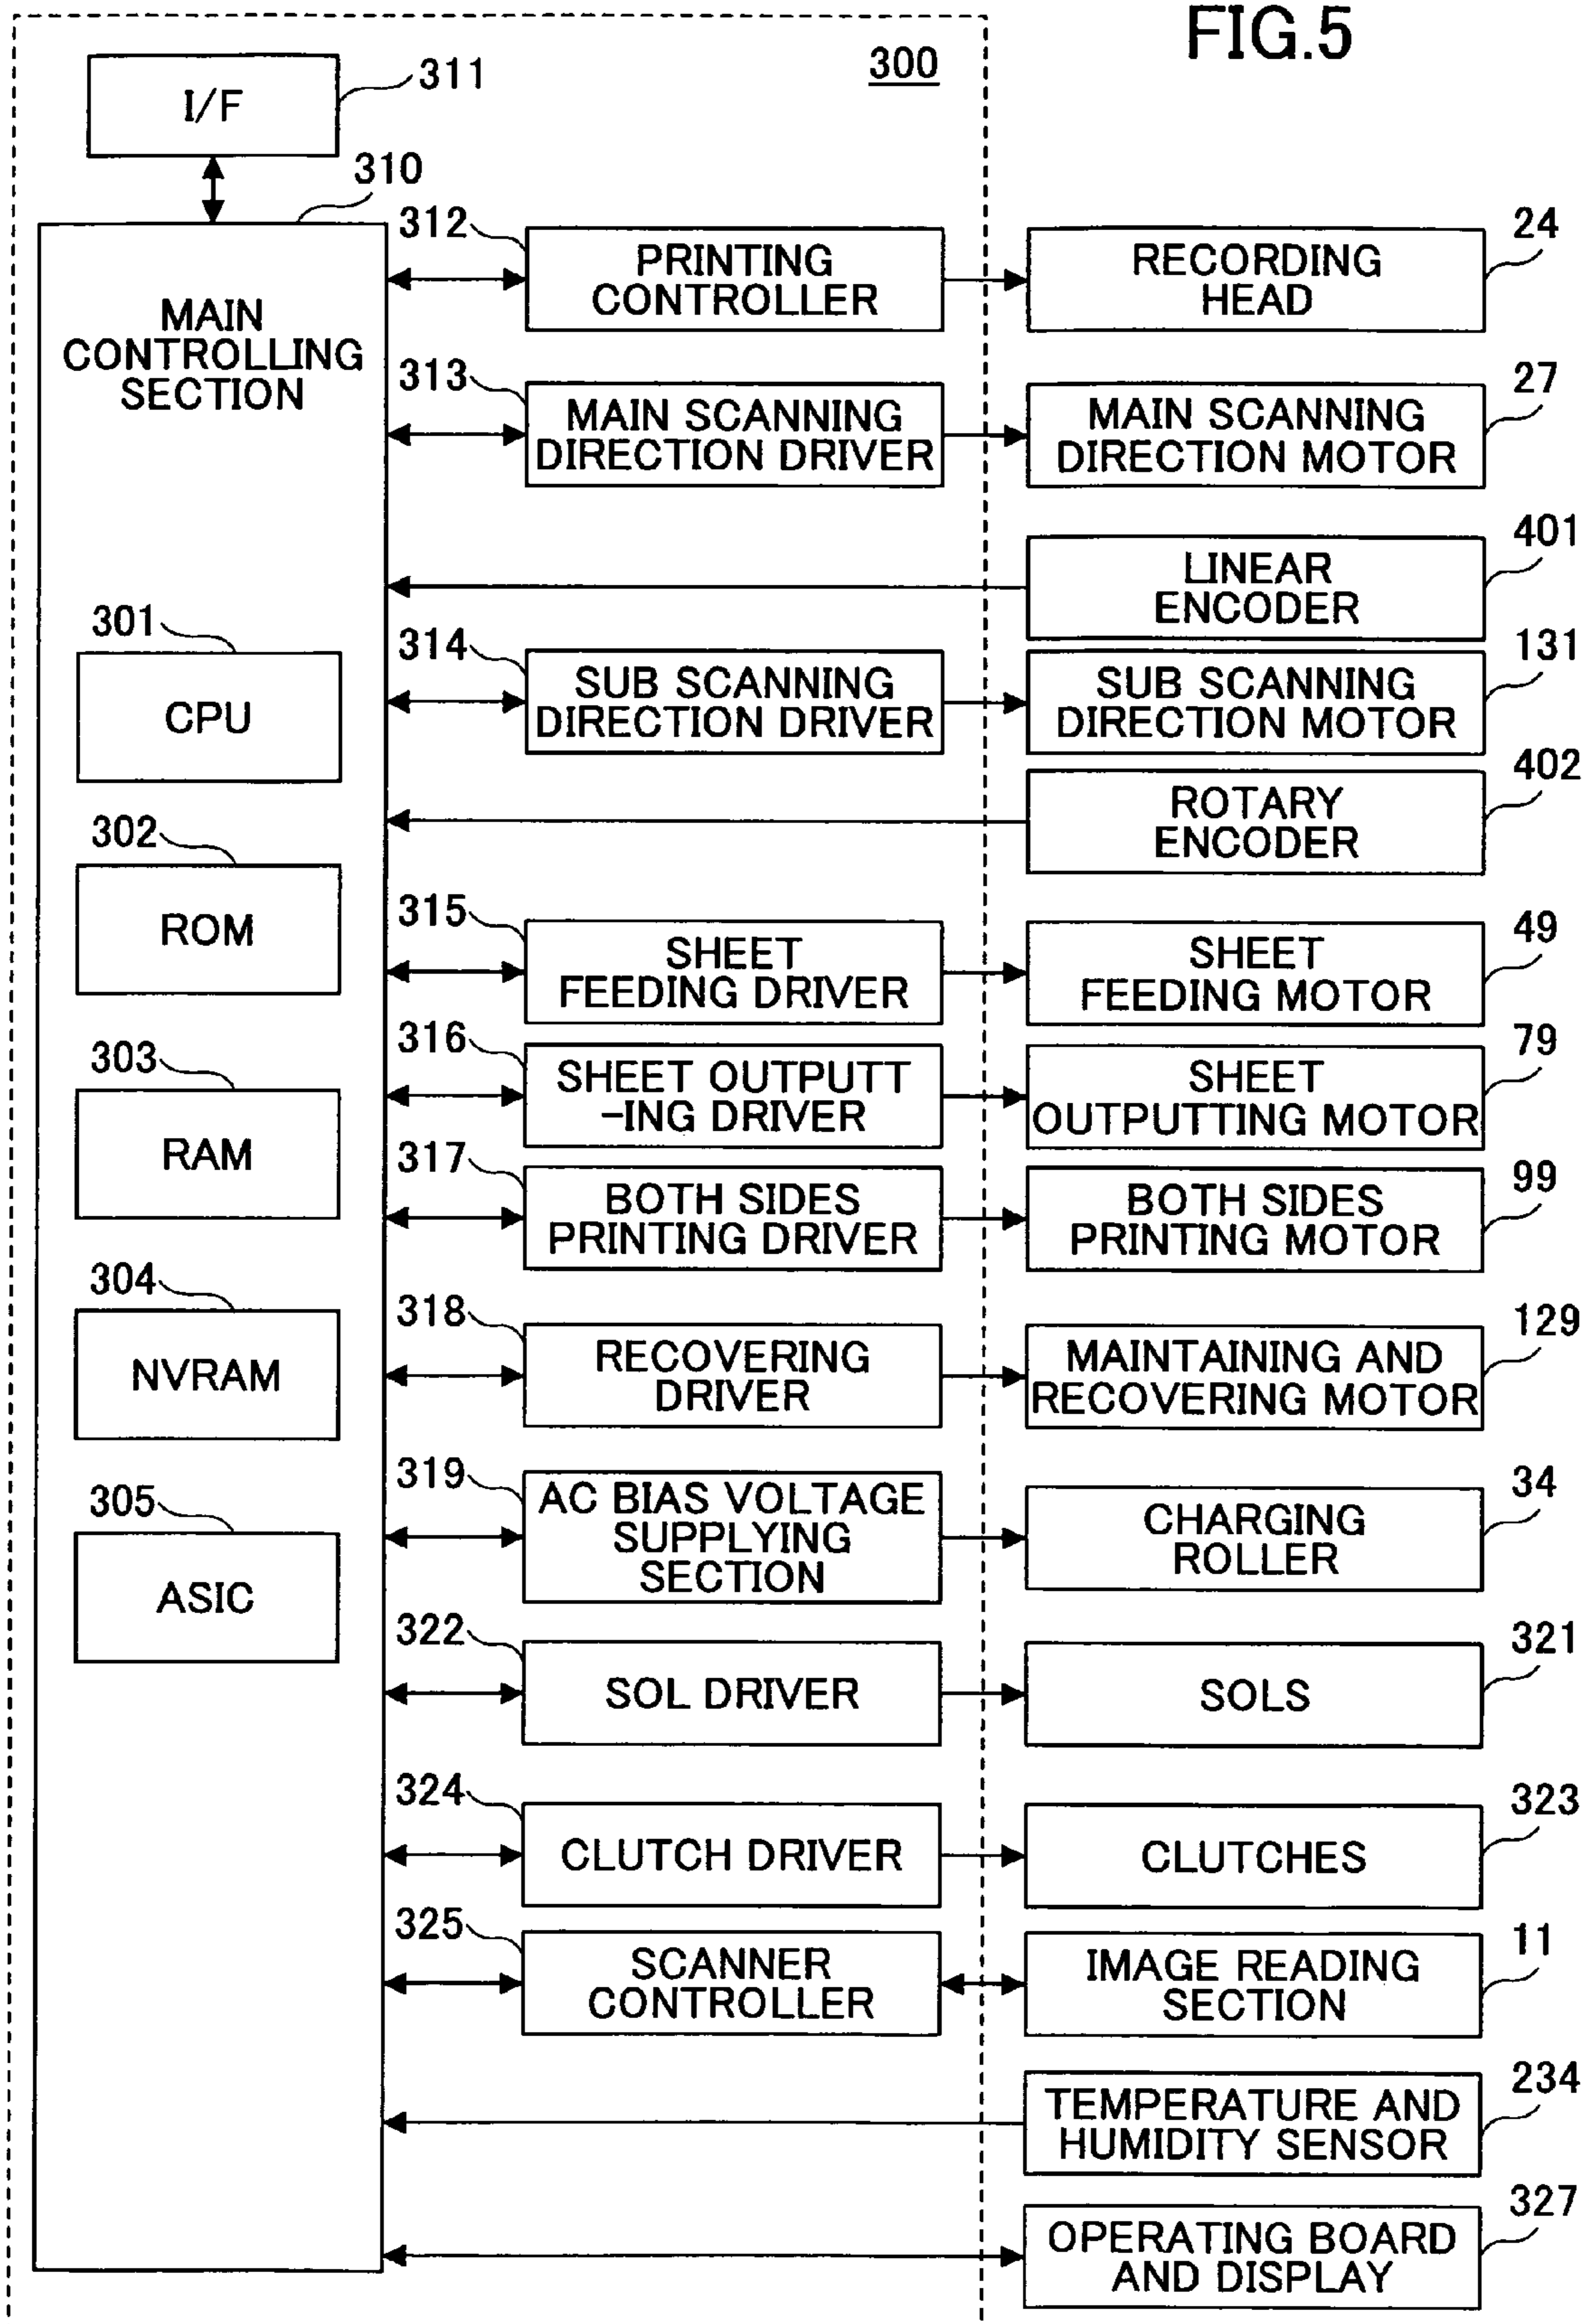 FIG.5
300
I/F
311
310
MAIN
CONTROLLING
SECTION
301
CPU
302
ROM
303
RAM
304
NVRAM
305
ASIC
312
PRINTING
CONTROLLER
RECORDING
HEAD
24
313
MAIN SCANNING
DIRECTION DRIVER
MAIN SCANNING
DIRECTION MOTOR
27
LINEAR
ENCODER
401
314
SUB SCANNING
DIRECTION DRIVER
SUB SCANNING
DIRECTION MOTOR
131
ROTARY
ENCODER
402
315
SHEET
FEEDING DRIVER
SHEET
FEEDING MOTOR
49
316
SHEET OUTPUTT
-ING DRIVER
SHEET
OUTPUTTING MOTOR
79
317
BOTH SIDES
PRINTING DRIVER
BOTH SIDES
PRINTING MOTOR
99
318
RECOVERING
DRIVER
MAINTAINING AND
RECOVERING MOTOR
129
319
AC BIAS VOLTAGE
SUPPLYING
SECTION
CHARGING
ROLLER
34
322
SOL DRIVER
SOLS
321
324
CLUTCH DRIVER
CLUTCHES
323
325
SCANNER
CONTROLLER
IMAGE READING
SECTION
11
TEMPERATURE AND
HUMIDITY SENSOR
234
OPERATING BOARD
AND DISPLAY
327